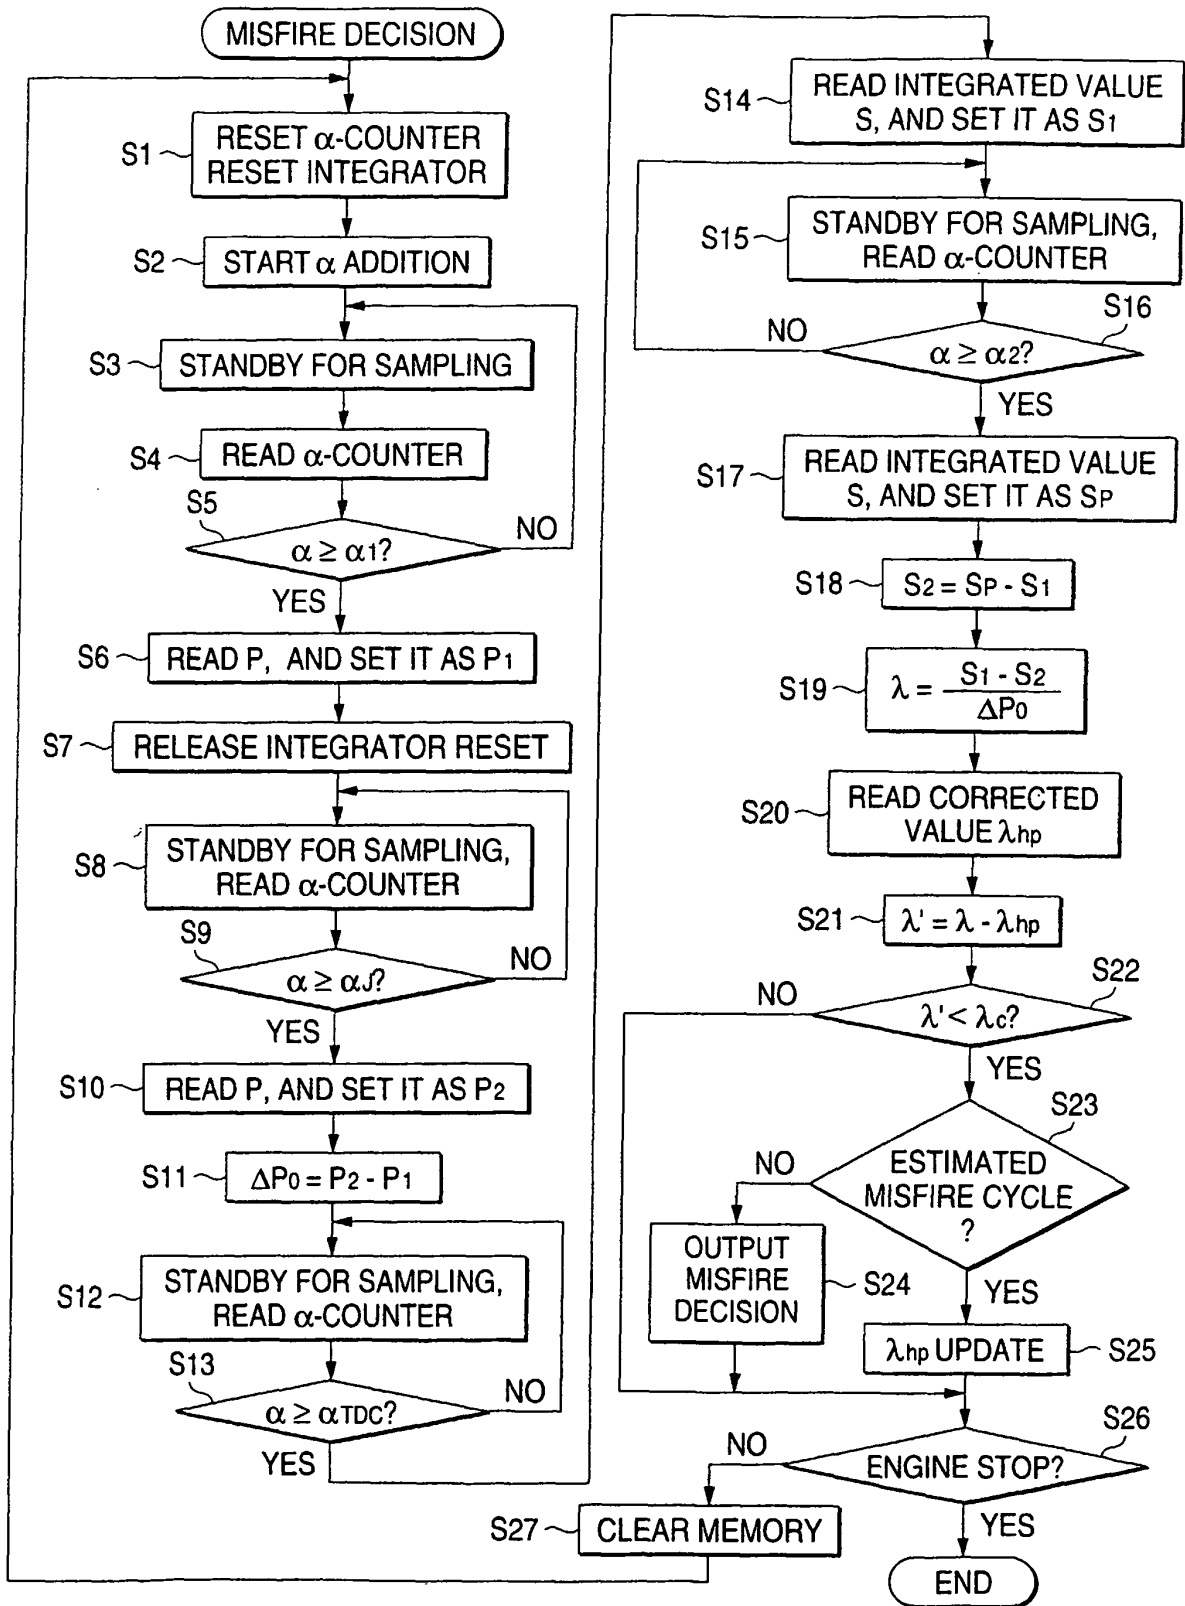 MISFIRE DECISION
S1
RESET α-COUNTER
RESET INTEGRATOR
S2
START α ADDITION
S3
STANDBY FOR SAMPLING
S4
READ α-COUNTER
S5
α ≥ α1?
NO
YES
S6
READ P, AND SET IT AS P1
S7
RELEASE INTEGRATOR RESET
S8
STANDBY FOR SAMPLING,
READ α-COUNTER
S9
α ≥ αJ?
NO
YES
S10
READ P, AND SET IT AS P2
S11
ΔP0 = P2 - P1
S12
STANDBY FOR SAMPLING,
READ α-COUNTER
S13
α ≥ αTDC?
NO
YES
S14
READ INTEGRATED VALUE
S, AND SET IT AS S1
S15
STANDBY FOR SAMPLING,
READ α-COUNTER
S16
NO
α ≥ α2?
YES
S17
READ INTEGRATED VALUE
S, AND SET IT AS SP
S18
S2 = SP - S1
S19
λ = S1 - S2
ΔP0
S20
READ CORRECTED
VALUE λhp
S21
λ' = λ - λhp
S22
NO
λ' < λc?
YES
S23
NO
ESTIMATED
MISFIRE CYCLE
?
YES
OUTPUT
MISFIRE
DECISION
S24
λhp UPDATE
S25
S26
NO
ENGINE STOP?
YES
S27
CLEAR MEMORY
END